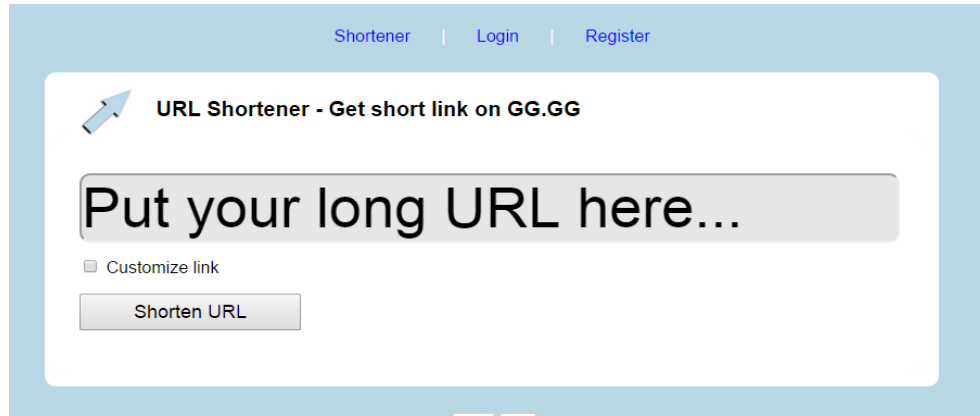 Shortener | Login | Register
URL Shortener - Get short link on GG.GG
Put your long URL here...
Customize link
Shorten URL